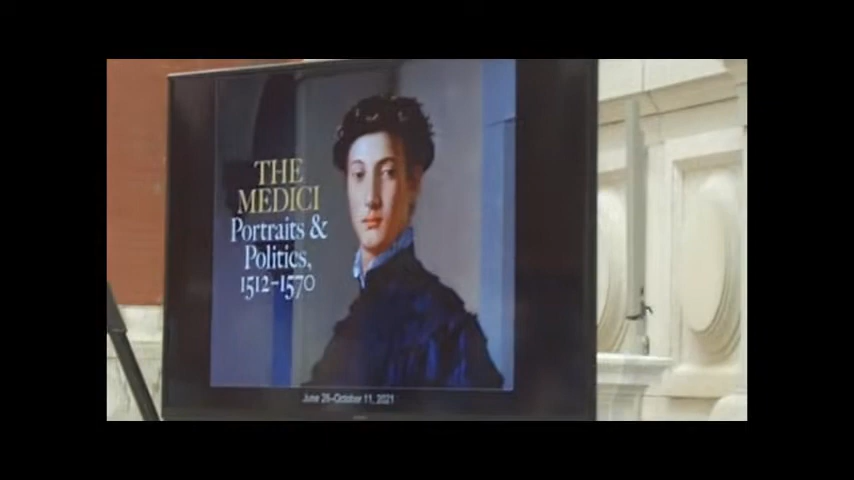 THE
MEDICI
Portraits &
Politics,
1512–1570
June 26–October 11, 2021